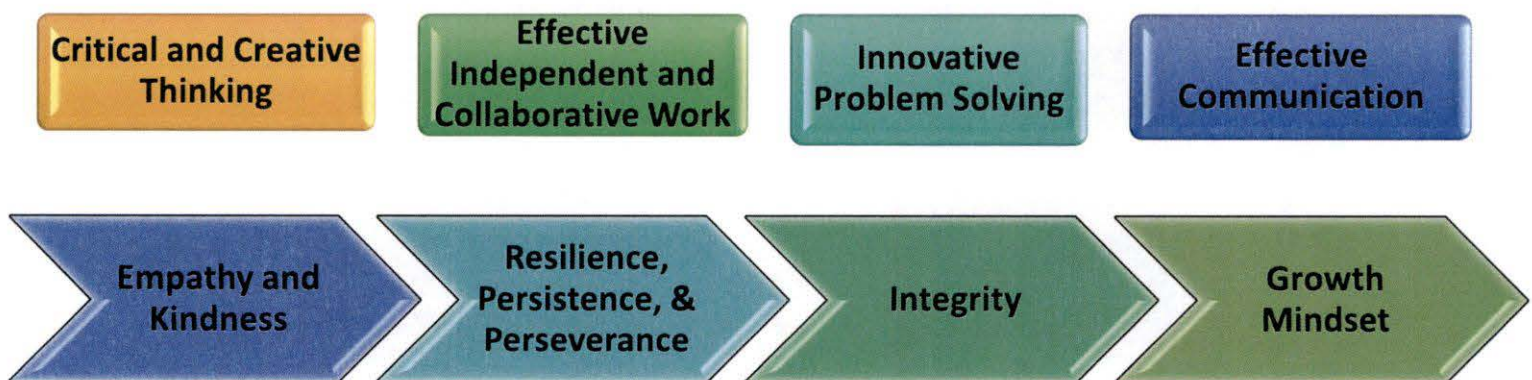 Critical and Creative
Thinking
Effective
Independent and
Collaborative Work
Innovative
Problem Solving
Effective
Communication
Empathy and
Kindness
Resilience,
Persistence, &
Perseverance
Integrity
Growth
Mindset